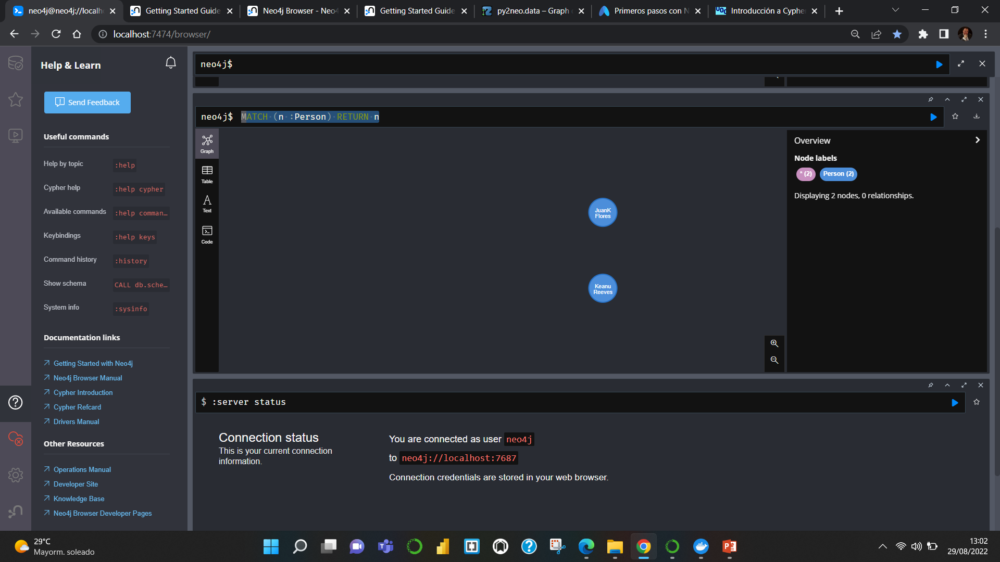 neo4j@neo4j://localh
Getting Started Guide
Neo4j Browser - Neo4
Getting Started Guide
py2neo.data – Graph
Primeros pasos con N
Introducción a Cyphe
localhost:7474/browser/
Help & Learn
Send Feedback
Useful commands
Help by topic :help
Cypher help :help cypher
Available commands :help comman…
Keybindings :help keys
Command history :history
Show schema CALL db.sche…
System info :sysinfo
Documentation links
Getting Started with Neo4j
Neo4j Browser Manual
Cypher Introduction
Cypher Refcard
Drivers Manual
Other Resources
Operations Manual
Developer Site
Knowledge Base
Neo4j Browser Developer Pages
neo4j$
neo4j$ MATCH (n :Person) RETURN n
Graph
Table
Text
Code
JuanK
Flores
Keanu
Reeves
Overview
Node labels
* (2) Person (2)
Displaying 2 nodes, 0 relationships.
$ :server status
Connection status
This is your current connection
information.
You are connected as user neo4j
to neo4j://localhost:7687
Connection credentials are stored in your web browser.
29°C
Mayorm. soleado
13:02
29/08/2022